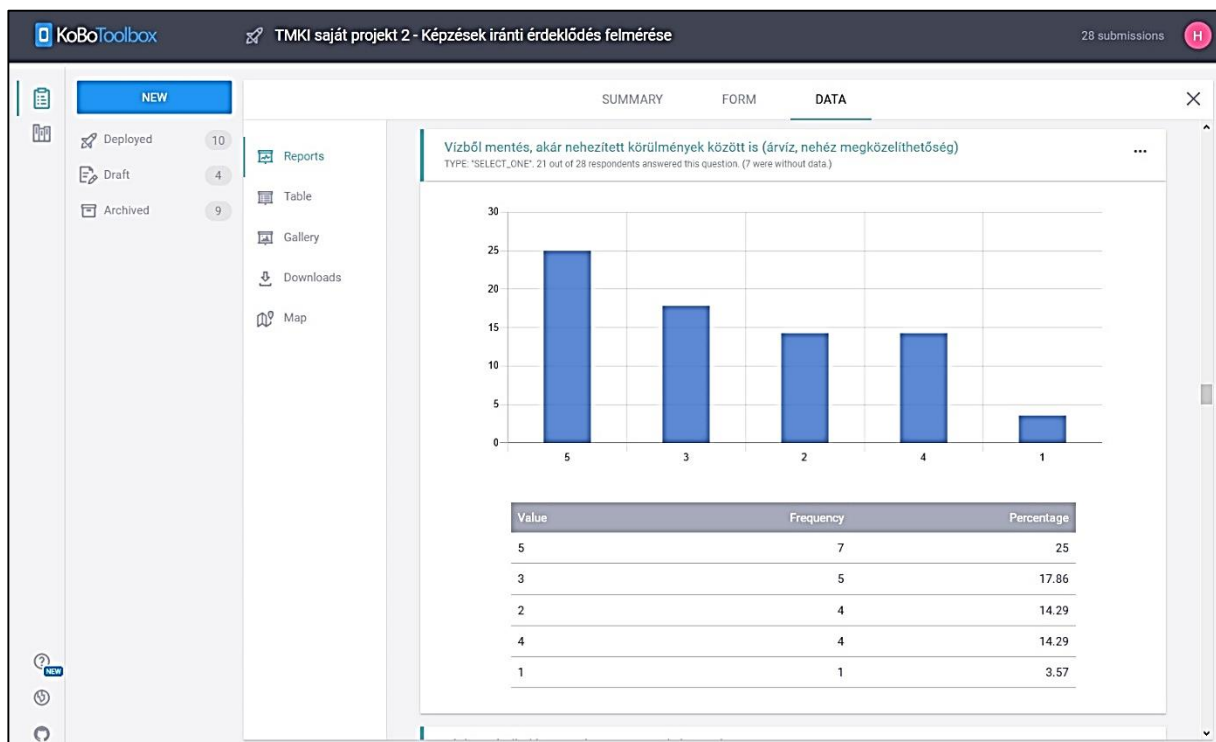 KoBoToolbox
TMKI saját projekt 2 - Képzések iránti érdeklődés felmérése
28 submissions
H
NEW
Deployed 10
Draft 4
Archived 9
NEW
SUMMARY FORM DATA
Reports
Table
Gallery
Downloads
Map
Vízből mentés, akár nehezített körülmények között is (árvíz, nehéz megközelíthetőség)
TYPE: "SELECT_ONE". 21 out of 28 respondents answered this question. (7 were without data.)
30
25
20
15
10
5
0
5 3 2 4 1
Value Frequency Percentage
5 7 25
3 5 17.86
2 4 14.29
4 4 14.29
1 1 3.57